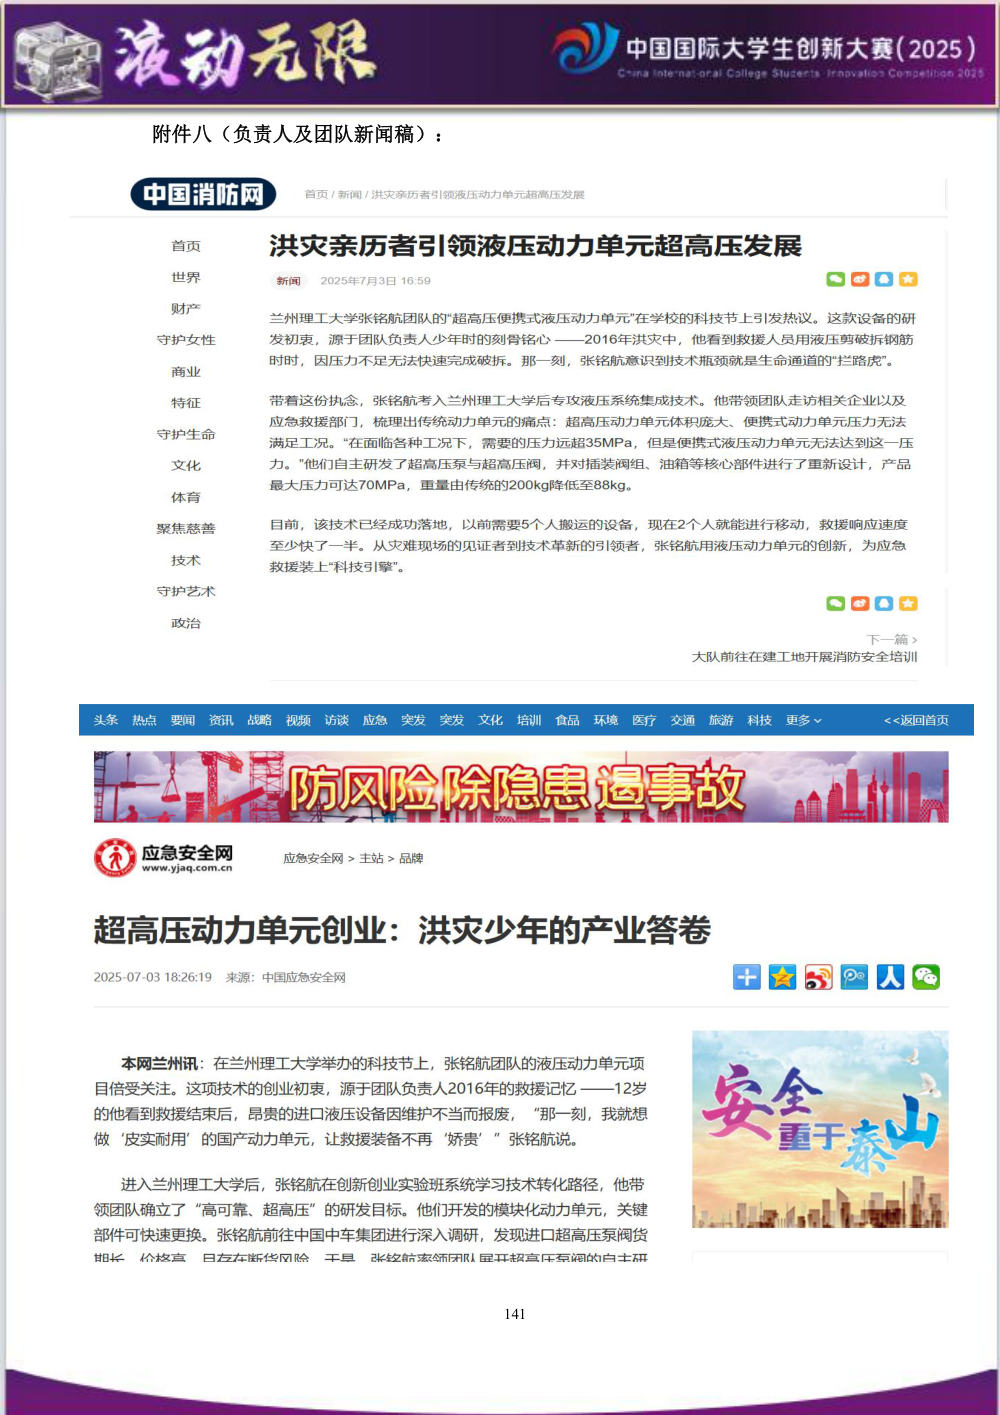 液动无限
中国国际大学生创新大赛(2025)
China International College Students Innovation Competition 2025
附件八（负责人及团队新闻稿）：
中国消防网
首页 / 新闻 / 洪灾亲历者引领液压动力单元超高压发展
首页
世界
财产
守护女性
商业
特征
守护生命
文化
体育
聚焦慈善
技术
守护艺术
政治
洪灾亲历者引领液压动力单元超高压发展
新闻 2025年7月3日 16:59
兰州理工大学张铭航团队的“超高压便携式液压动力单元”在学校的科技节上引发热议。这款设备的研
发初衷，源于团队负责人少年时的刻骨铭心 ——2016年洪灾中，他看到救援人员用液压剪破拆钢筋
时时，因压力不足无法快速完成破拆。那一刻，张铭航意识到技术瓶颈就是生命通道的“拦路虎”。
带着这份执念，张铭航考入兰州理工大学后专攻液压系统集成技术。他带领团队走访相关企业以及
应急救援部门，梳理出传统动力单元的痛点：超高压动力单元体积庞大、便携式动力单元压力无法
满足工况。“在面临各种工况下，需要的压力远超35MPa，但是便携式液压动力单元无法达到这一压
力。”他们自主研发了超高压泵与超高压阀，并对插装阀组、油箱等核心部件进行了重新设计，产品
最大压力可达70MPa，重量由传统的200kg降低至88kg。
目前，该技术已经成功落地，以前需要5个人搬运的设备，现在2个人就能进行移动，救援响应速度
至少快了一半。从灾难现场的见证者到技术革新的引领者，张铭航用液压动力单元的创新，为应急
救援装上“科技引擎”。
下一篇 >
大队前往在建工地开展消防安全培训
头条 热点 要闻 资讯 战略 视频 访谈 应急 突发 突发 文化 培训 食品 环境 医疗 交通 旅游 科技 更多 <<返回首页
防风险 除隐患 遏事故
应急安全网
www.yjaq.com.cn
应急安全网 > 主站 > 品牌
超高压动力单元创业：洪灾少年的产业答卷
2025-07-03 18:26:19 来源：中国应急安全网
本网兰州讯：在兰州理工大学举办的科技节上，张铭航团队的液压动力单元项
目倍受关注。这项技术的创业初衷，源于团队负责人2016年的救援记忆 ——12岁
的他看到救援结束后，昂贵的进口液压设备因维护不当而报废，“那一刻，我就想
做‘皮实耐用’的国产动力单元，让救援装备不再‘娇贵’”张铭航说。
进入兰州理工大学后，张铭航在创新创业实验班系统学习技术转化路径，他带
领团队确立了“高可靠、超高压”的研发目标。他们开发的模块化动力单元，关键
部件可快速更换。张铭航前往中国中车集团进行深入调研，发现进口超高压泵阀货
期长、价格高，且存在断货风险。于是，张铭航率领团队展开超高压泵阀的自主研
安全
重于泰山
141